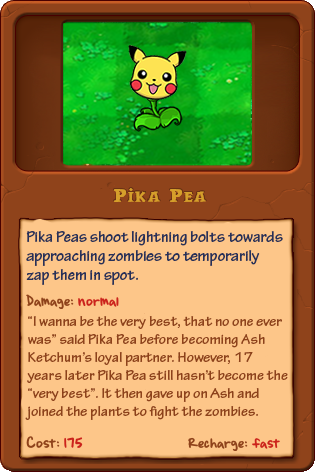 Pika Pea
Pika Peas shoot lightning bolts towards
approaching zombies to temporarily
zap them in spot.
Damage: normal
“I wanna be the very best, that no one ever
was” said Pika Pea before becoming Ash
Ketchum’s loyal partner. However, 17
years later Pika Pea still hasn’t become the
“very best”. It then gave up on Ash and
joined the plants to fight the zombies.
Cost: 175 Recharge: fast